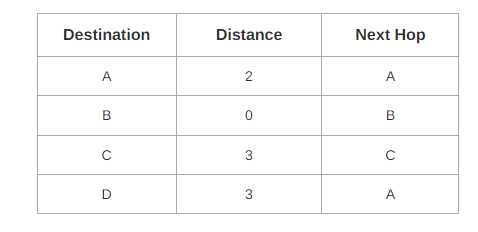 Destination Distance Next Hop
A 2 A
B 0 B
C 3 C
D 3 A